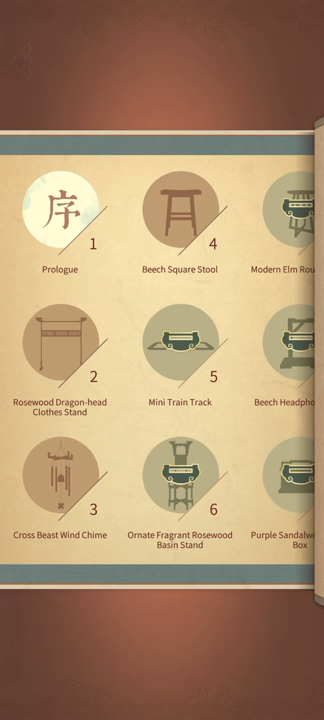 序
1
Prologue
2
Rosewood Dragon-head
Clothes Stand
3
Cross Beast Wind Chime
4
Beech Square Stool
5
Mini Train Track
6
Ornate Fragrant Rosewood
Basin Stand
Modern Elm Rou
Beech Headpho
Purple Sandalw
Box